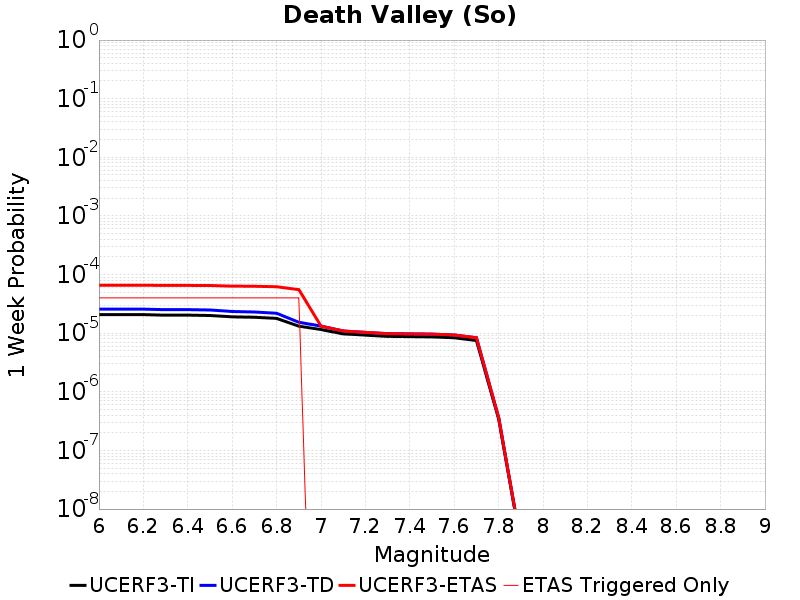 Death Valley (So)
1 Week Probability
10^0
10^-1
10^-2
10^-3
10^-4
10^-5
10^-6
10^-7
10^-8
6 6.2 6.4 6.6 6.8 7 7.2 7.4 7.6 7.8 8 8.2 8.4 8.6 8.8 9
Magnitude
UCERF3-TI UCERF3-TD UCERF3-ETAS ETAS Triggered Only